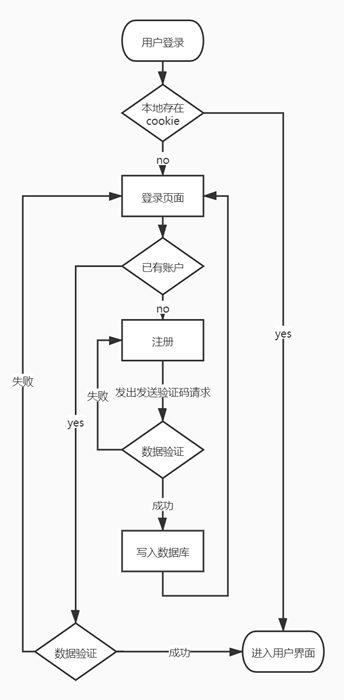 用户登录
本地存在
cookie
no
yes
登录页面
已有账户
no
yes
注册
失败
失败
发出发送验证码请求
数据验证
成功
写入数据库
数据验证
成功
进入用户界面